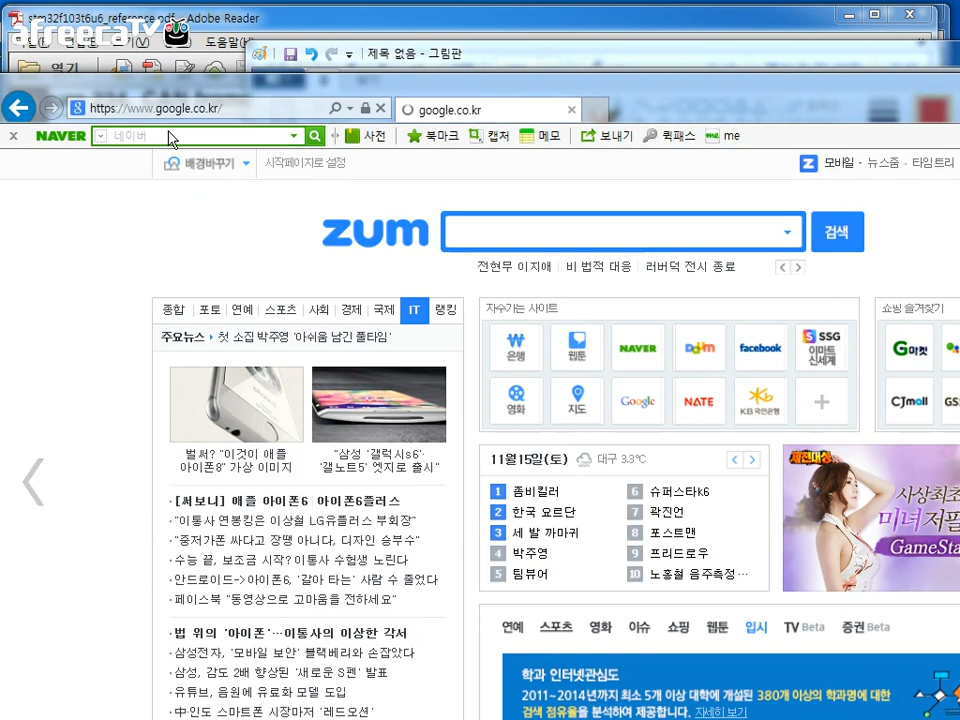 stm32f103t6u6_reference.pdf - Adobe Reader
afreecaTV
도움말(H)
열기
제목 없음 - 그림판
https://www.google.co.kr/
google.co.kr
NAVER 네이버 사전 북마크 캡처 메모 보내기 퀵패스 me
배경바꾸기 시작페이지로 설정
모바일 · 뉴스줌 · 타임트리
zum 검색
전현무 이지애 비 법적 대응 러버덕 전시 종료
종합 포토 연예 스포츠 사회 경제 국제 IT 랭킹
주요뉴스 첫 소집 박주영 '아쉬움 남긴 풀타임'
벌써? "이것이 애플
아이폰8" 가상 이미지
"삼성 '갤럭시s6'·
'갤노트5' 엣지로 출시"
[써보니] 애플 아이폰6 아이폰6플러스
"이통사 연봉킹은 이상철 LG유플러스 부회장"
"중저가폰 싸다고 장땡 아니다, 디자인 승부수"
수능 끝, 보조금 시작? 이통사 수험생 노린다
안드로이드->아이폰6, '갈아 타는' 사람 수 줄었다
페이스북 "동영상으로 고마움을 전하세요"
법 위의 '아이폰'…이통사의 이상한 각서
삼성전자, '모바일 보안' 블랙베리와 손잡았다
삼성, 감도 2배 향상된 '새로운 S펜' 발표
유튜브, 음원에 유료화 모델 도입
中·인도 스마트폰 시장마저 '레드오션'
자주가는 사이트
은행 웹툰 NAVER Daum facebook SSG 이마트 신세계
영화 지도 Google NATE KB국민은행
쇼핑 즐겨찾기
G마켓
CJmall GS
11월15일(토) 대구 3.3℃
1 좀비킬러
2 한국 요르단
3 세 발 까마귀
4 박주영
5 팀뷰어
6 슈퍼스타k6
7 곽진언
8 포스트맨
9 프리드로우
10 노홍철 음주측정…
사상최초
미녀저필
GameSta
연예 스포츠 영화 이슈 쇼핑 웹툰 입시 TV Beta 증권 Beta
학과 인터넷관심도
2011~2014년까지 최소 5개 이상 대학에 개설된 380개 이상의 학과명에 대한
검색 점유율을 분석하여 제공합니다. 자세히 보기